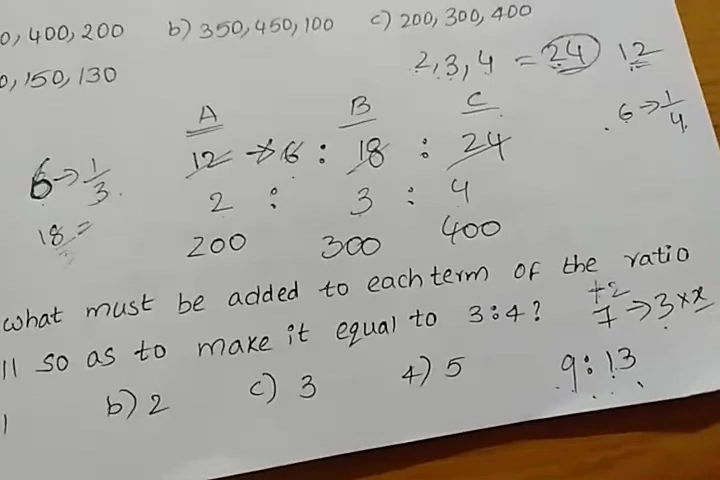 0, 400, 200 b) 350, 450, 100 c) 200, 300, 400
0, 150, 130
2, 3, 4 = 24 12
A B C
12 → 6 : 18 : 24
6 → 1/3
6 → 1/4
2 : 3 : 4
18 =
200 300 400
what must be added to each term of the ratio
+2
11 so as to make it equal to 3:4? 7 → 3 × x
1 b) 2 c) 3 4) 5 9 : 13